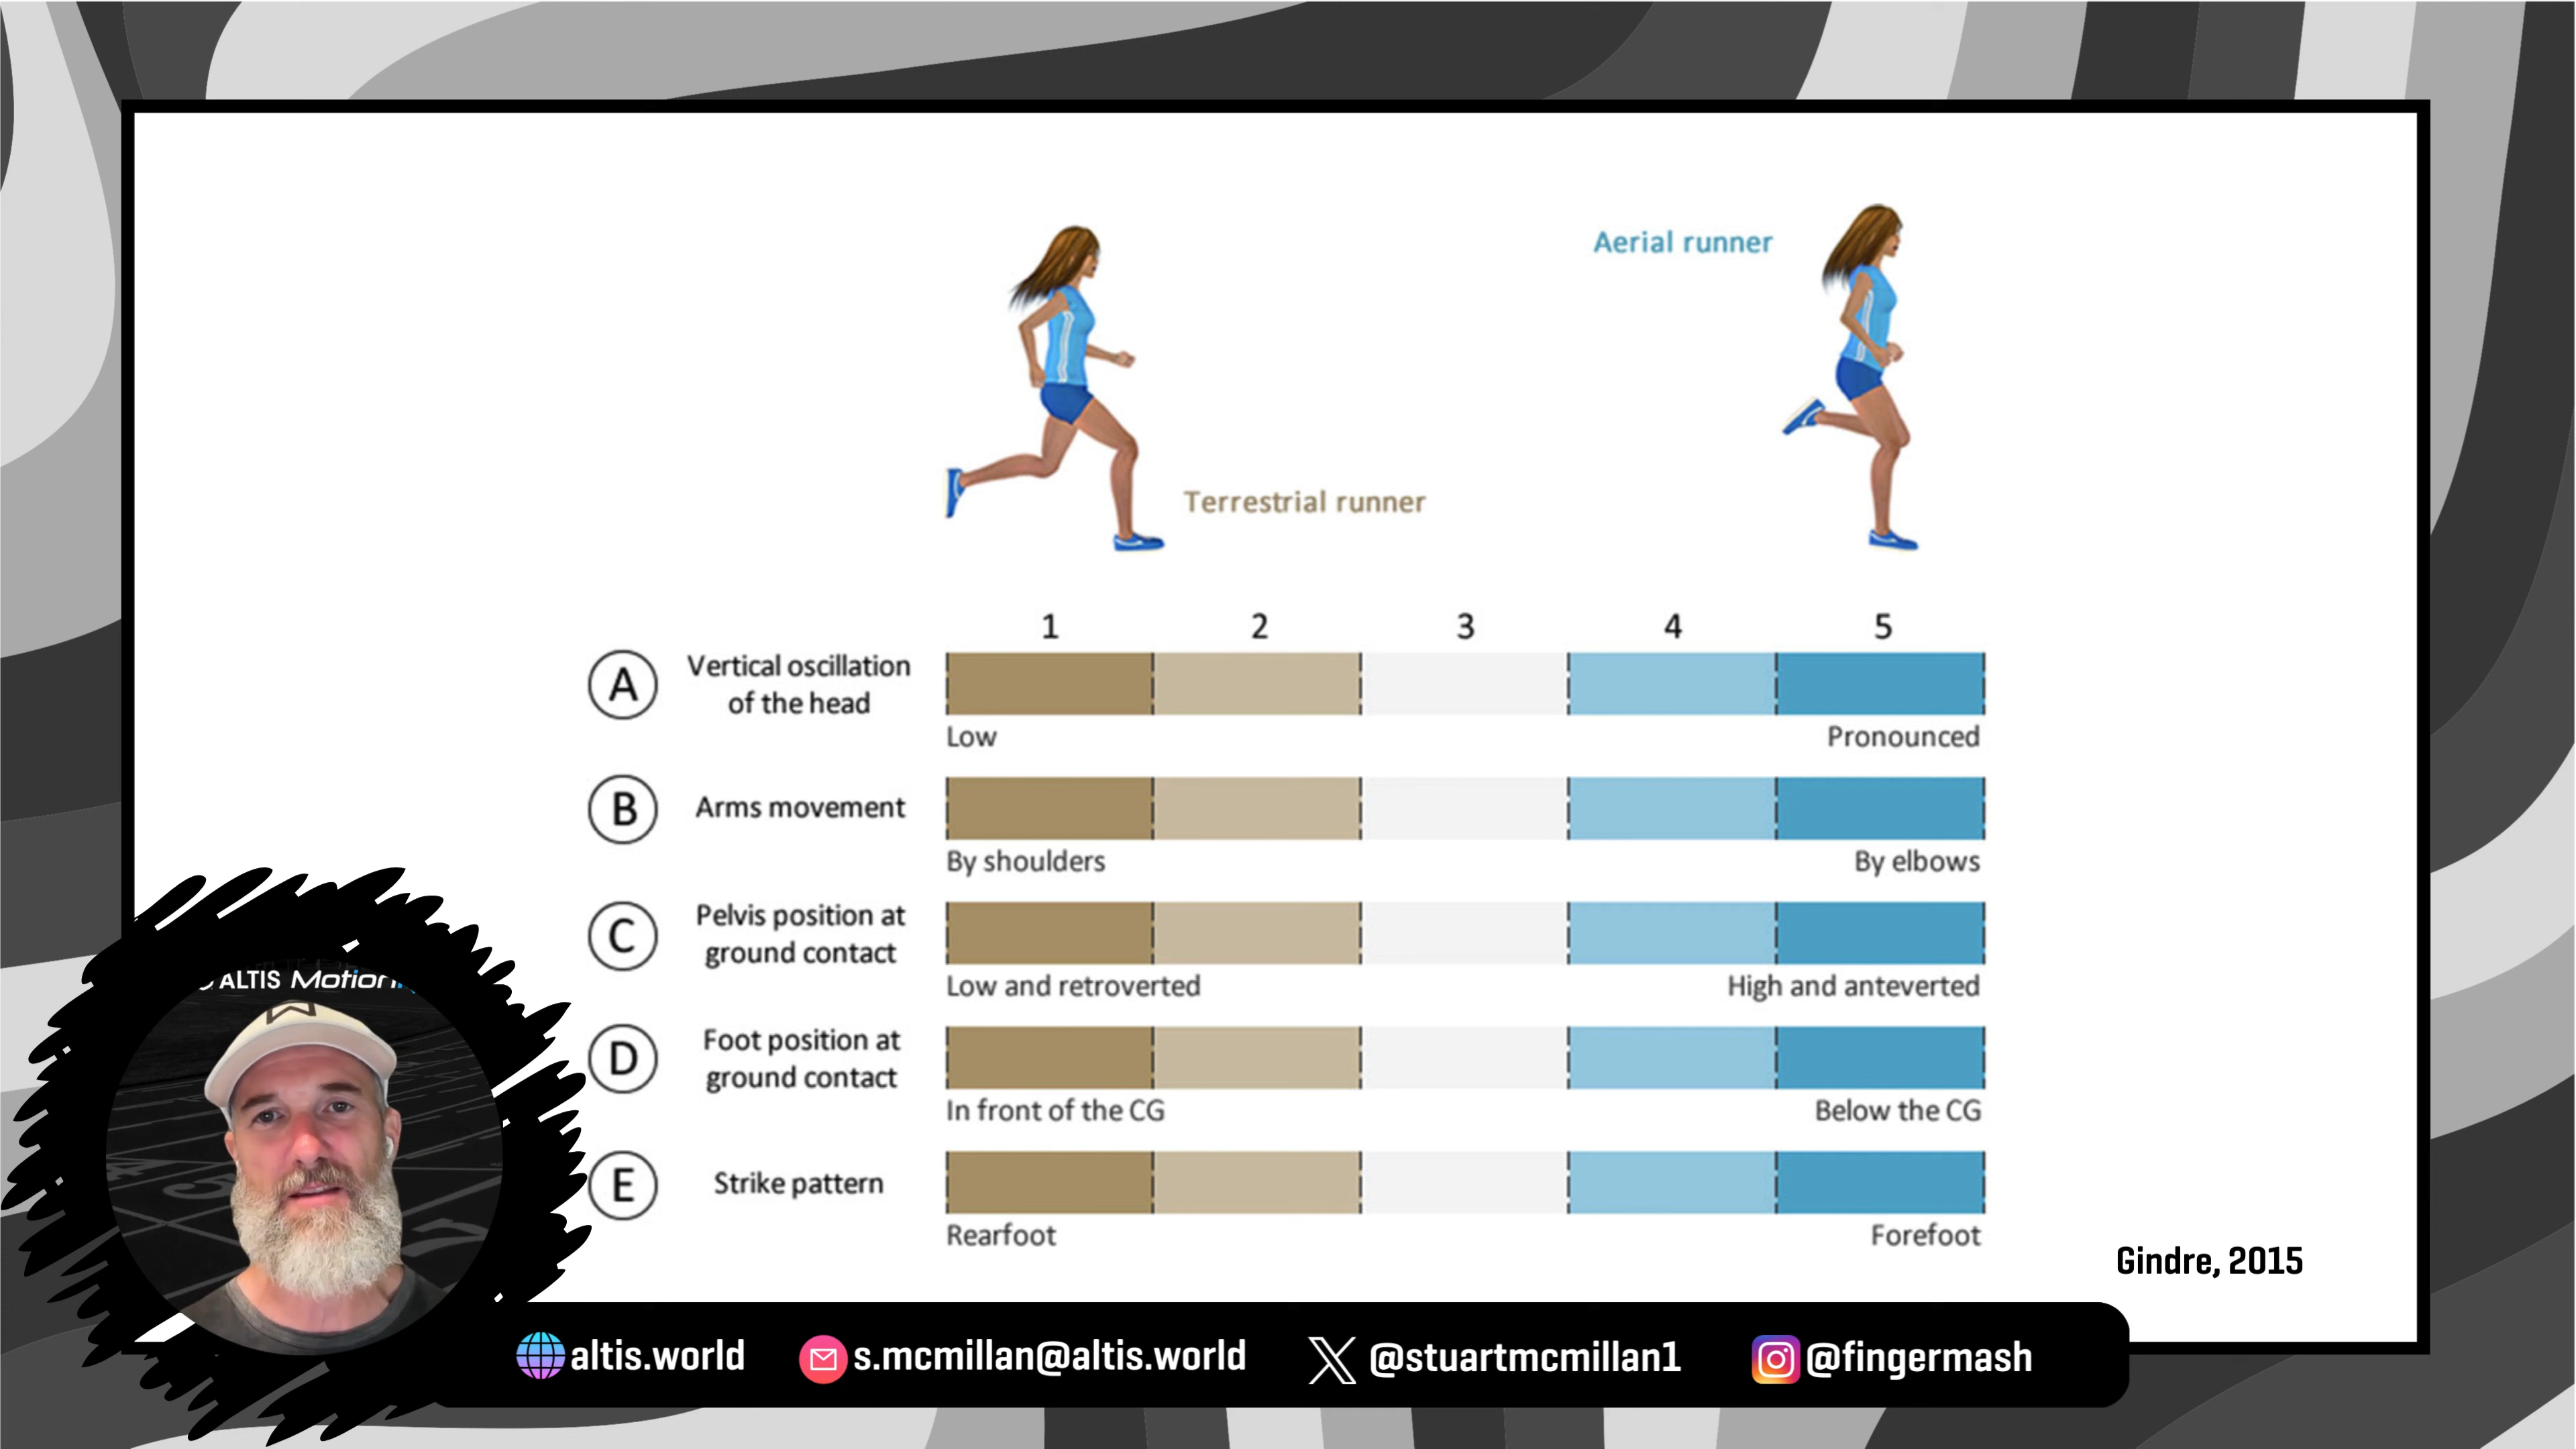 Aerial runner
Terrestrial runner
1 2 3 4 5
A Vertical oscillation
of the head
Low Pronounced
B Arms movement
By shoulders By elbows
C Pelvis position at
ground contact
Low and retroverted High and anteverted
D Foot position at
ground contact
In front of the CG Below the CG
E Strike pattern
Rearfoot Forefoot
Gindre, 2015
ALTIS
altis.world s.mcmillan@altis.world @stuartmcmillan1 @fingermash